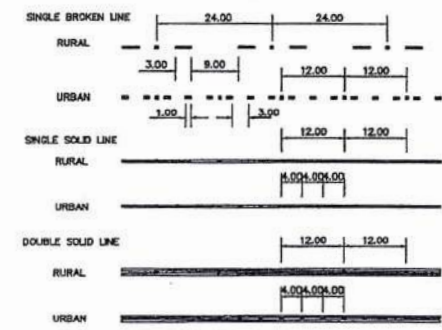 SINGLE BROKEN LINE 24.00 24.00
RURAL
3.00 9.00 12.00 12.00
URBAN
1.00 3.00
12.00 12.00
SINGLE SOLID LINE
RURAL
4.00 4.00 4.00
URBAN
DOUBLE SOLID LINE 12.00 12.00
RURAL
4.00 4.00 4.00
URBAN